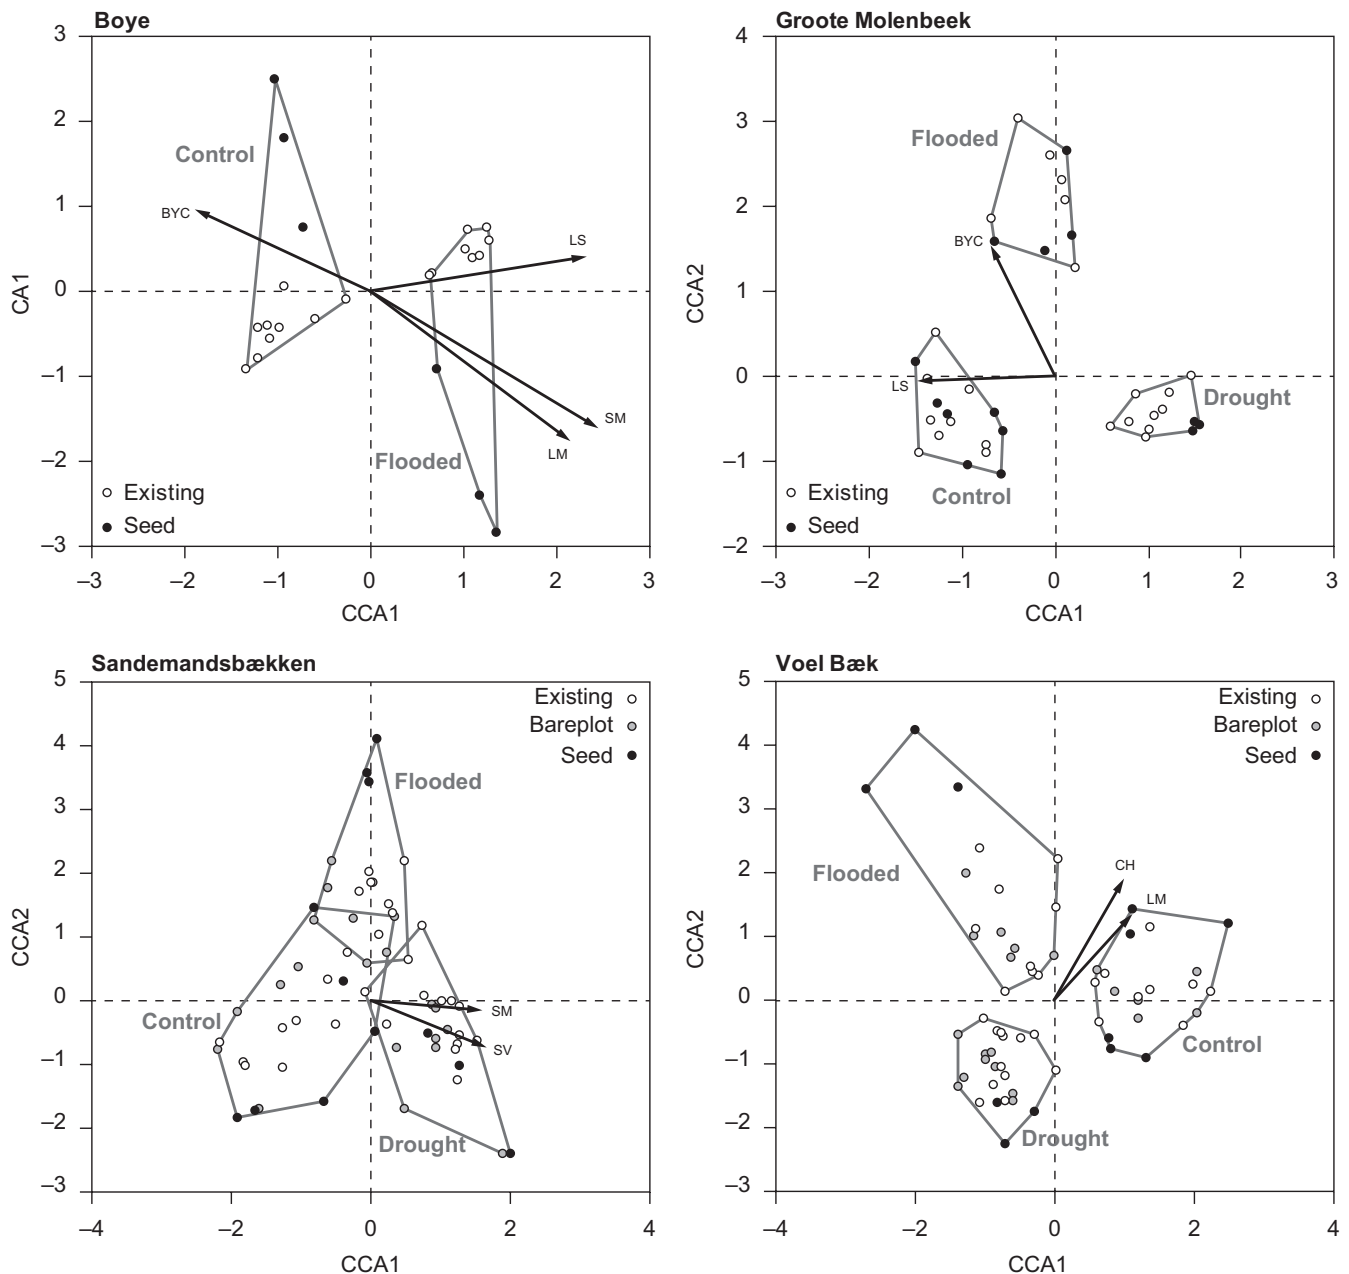 Boye
3
2
1
0
–1
–2
–3
CA1
Control
BYC
LS
SM
LM
Flooded
Existing
Seed
–3 –2 –1 0 1 2 3
CCA1
Groote Molenbeek
4
3
2
1
0
–1
–2
CCA2
Flooded
BYC
LS
Drought
Control
Existing
Seed
–3 –2 –1 0 1 2 3
CCA1
Sandemandsbækken
5
4
3
2
1
0
–1
–2
–3
CCA2
Existing
Bareplot
Seed
Flooded
Control
SM
SV
Drought
–4 –2 0 2 4
CCA1
Voel Bæk
5
4
3
2
1
0
–1
–2
–3
CCA2
Existing
Bareplot
Seed
Flooded
CH
LM
Control
Drought
–4 –2 0 2 4
CCA1